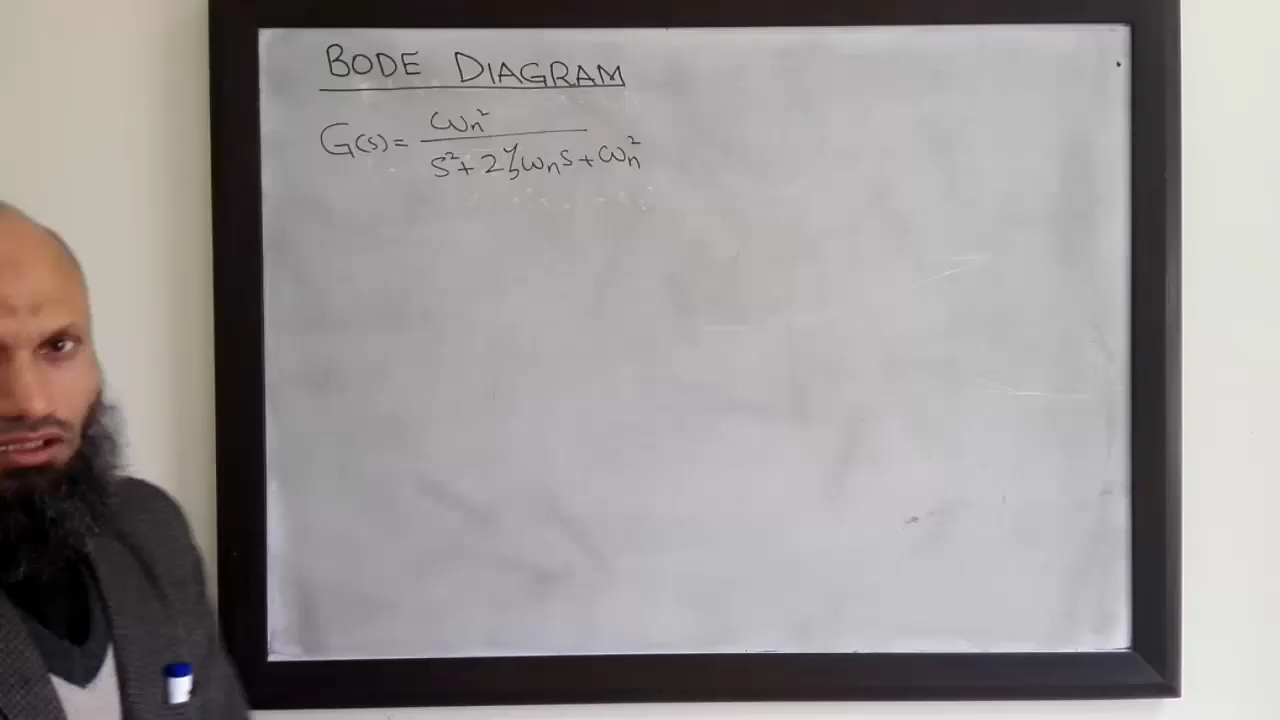 BODE DIAGRAM
G(s) = ωn²
s² + 2ζωns + ωn²